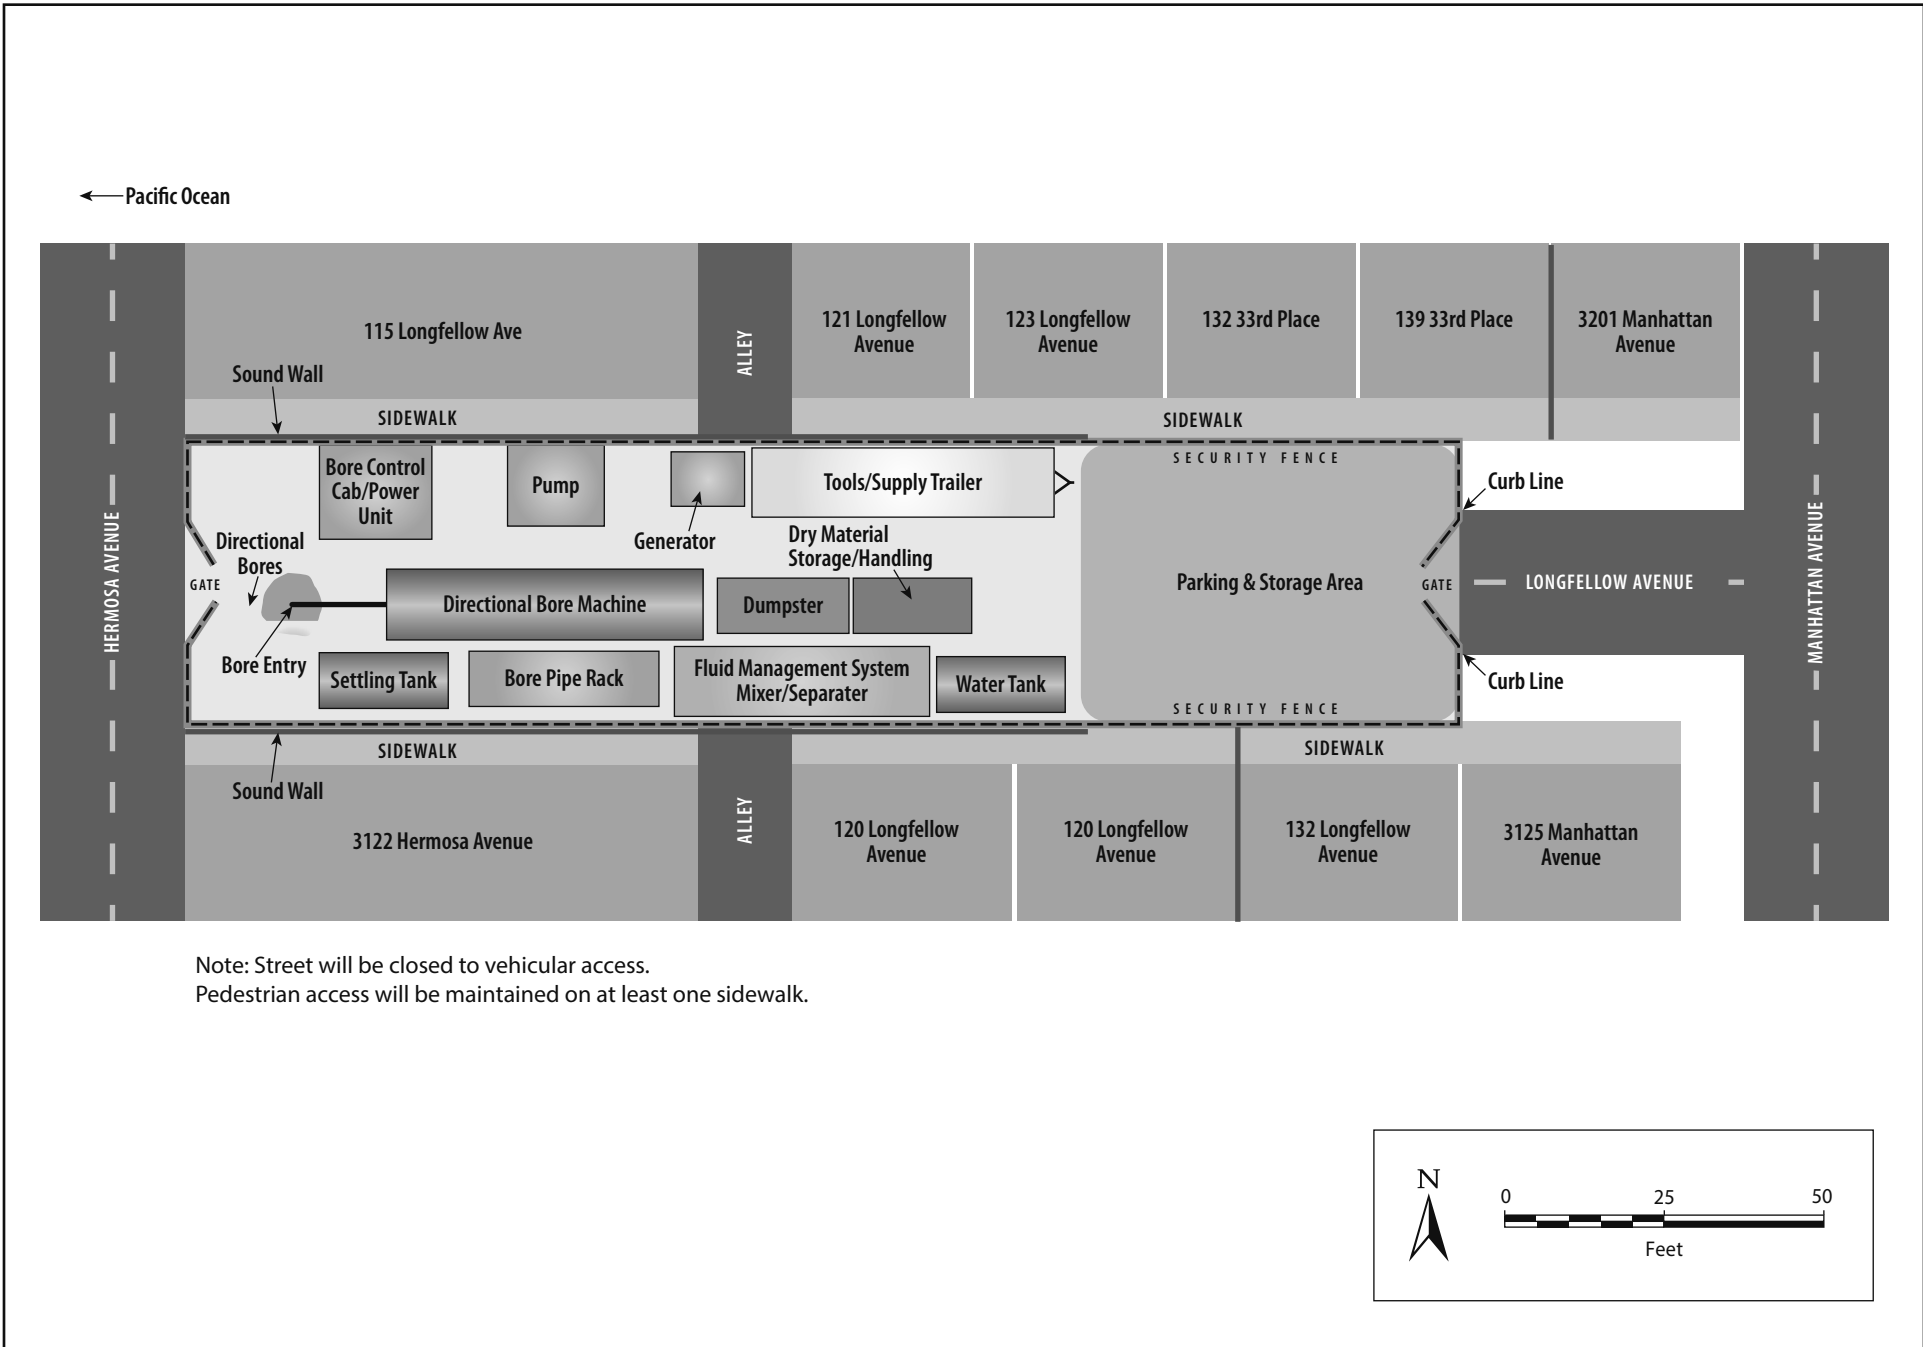 Pacific Ocean
115 Longfellow Ave
ALLEY
121 Longfellow
Avenue
123 Longfellow
Avenue
132 33rd Place
139 33rd Place
3201 Manhattan
Avenue
Sound Wall
SIDEWALK
SIDEWALK
SECURITY FENCE
Bore Control
Cab/Power
Unit
Pump
Generator
Tools/Supply Trailer
Curb Line
Dry Material
Storage/Handling
Directional
Bores
HERMOSA AVENUE
GATE
Directional Bore Machine
Dumpster
Parking & Storage Area
GATE
LONGFELLOW AVENUE
MANHATTAN AVENUE
Bore Entry
Settling Tank
Bore Pipe Rack
Fluid Management System
Mixer/Separater
Water Tank
Curb Line
SECURITY FENCE
SIDEWALK
SIDEWALK
Sound Wall
3122 Hermosa Avenue
ALLEY
120 Longfellow
Avenue
120 Longfellow
Avenue
132 Longfellow
Avenue
3125 Manhattan
Avenue
Note: Street will be closed to vehicular access.
Pedestrian access will be maintained on at least one sidewalk.
N
0 25 50
Feet